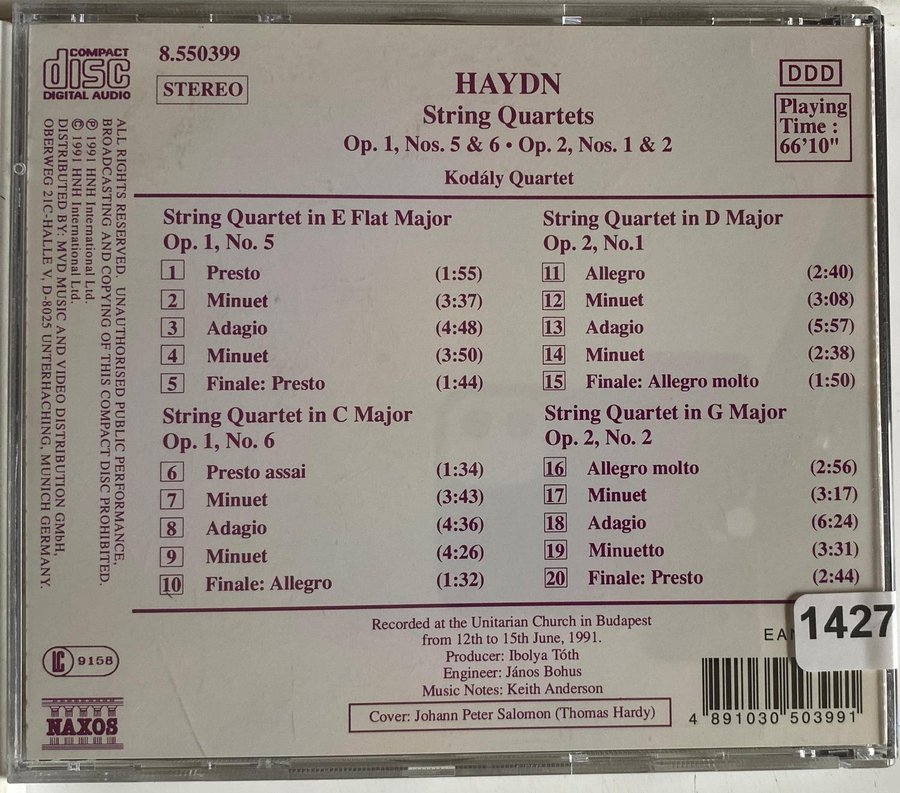 COMPACT
disc
DIGITAL AUDIO
8.550399
STEREO
HAYDN
String Quartets
Op. 1, Nos. 5 & 6 • Op. 2, Nos. 1 & 2
Kodály Quartet
DDD
Playing
Time :
66'10"
String Quartet in E Flat Major
Op. 1, No. 5
1 Presto (1:55)
2 Minuet (3:37)
3 Adagio (4:48)
4 Minuet (3:50)
5 Finale: Presto (1:44)
String Quartet in C Major
Op. 1, No. 6
6 Presto assai (1:34)
7 Minuet (3:43)
8 Adagio (4:36)
9 Minuet (4:26)
10 Finale: Allegro (1:32)
String Quartet in D Major
Op. 2, No.1
11 Allegro (2:40)
12 Minuet (3:08)
13 Adagio (5:57)
14 Minuet (2:38)
15 Finale: Allegro molto (1:50)
String Quartet in G Major
Op. 2, No. 2
16 Allegro molto (2:56)
17 Minuet (3:17)
18 Adagio (6:24)
19 Minuetto (3:31)
20 Finale: Presto (2:44)
Recorded at the Unitarian Church in Budapest
from 12th to 15th June, 1991.
Producer: Ibolya Tóth
Engineer: János Bohus
Music Notes: Keith Anderson
Cover: Johann Peter Salomon (Thomas Hardy)
EAN
1427
4 891030 503991
ALL RIGHTS RESERVED. UNAUTHORISED PUBLIC PERFORMANCE,
BROADCASTING AND COPYING OF THIS COMPACT DISC PROHIBITED.
℗ 1991 HNH International Ltd.
© 1991 HNH International Ltd.
DISTRIBUTED BY: MVD MUSIC AND VIDEO DISTRIBUTION GMbH,
OBERWEG 21C-HALLE V, D-8025 UNTERHACHING, MUNICH GERMANY.
LC 9158
NAXOS